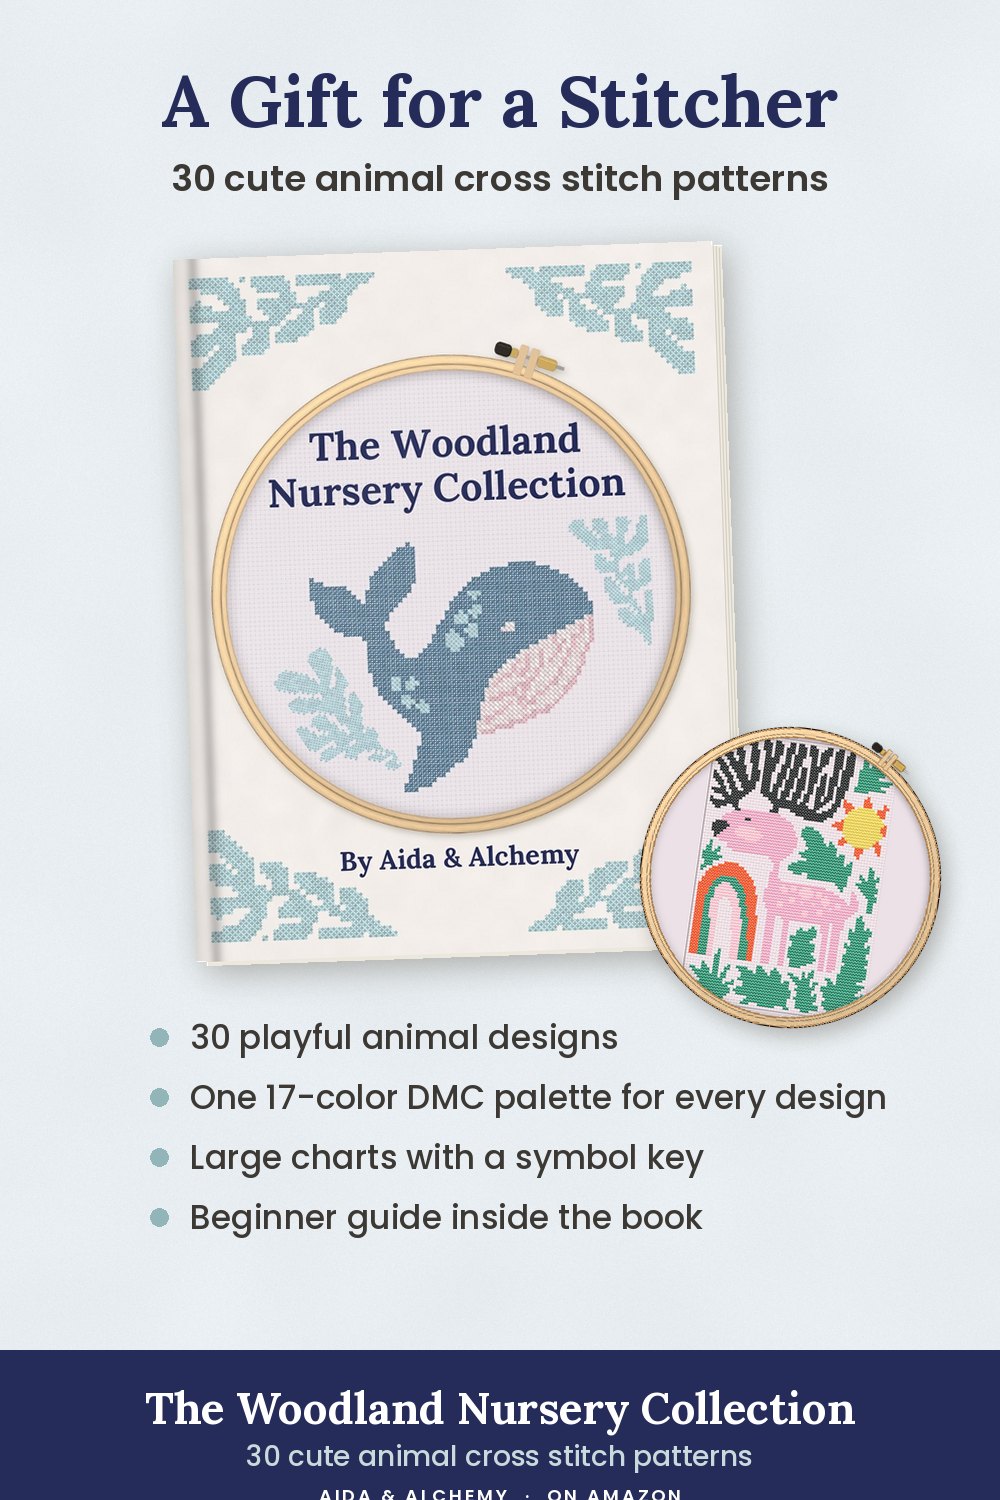 A Gift for a Stitcher
30 cute animal cross stitch patterns
The Woodland
Nursery Collection
By Aida & Alchemy
30 playful animal designs
One 17-color DMC palette for every design
Large charts with a symbol key
Beginner guide inside the book
The Woodland Nursery Collection
30 cute animal cross stitch patterns
AIDA & ALCHEMY · ON AMAZON